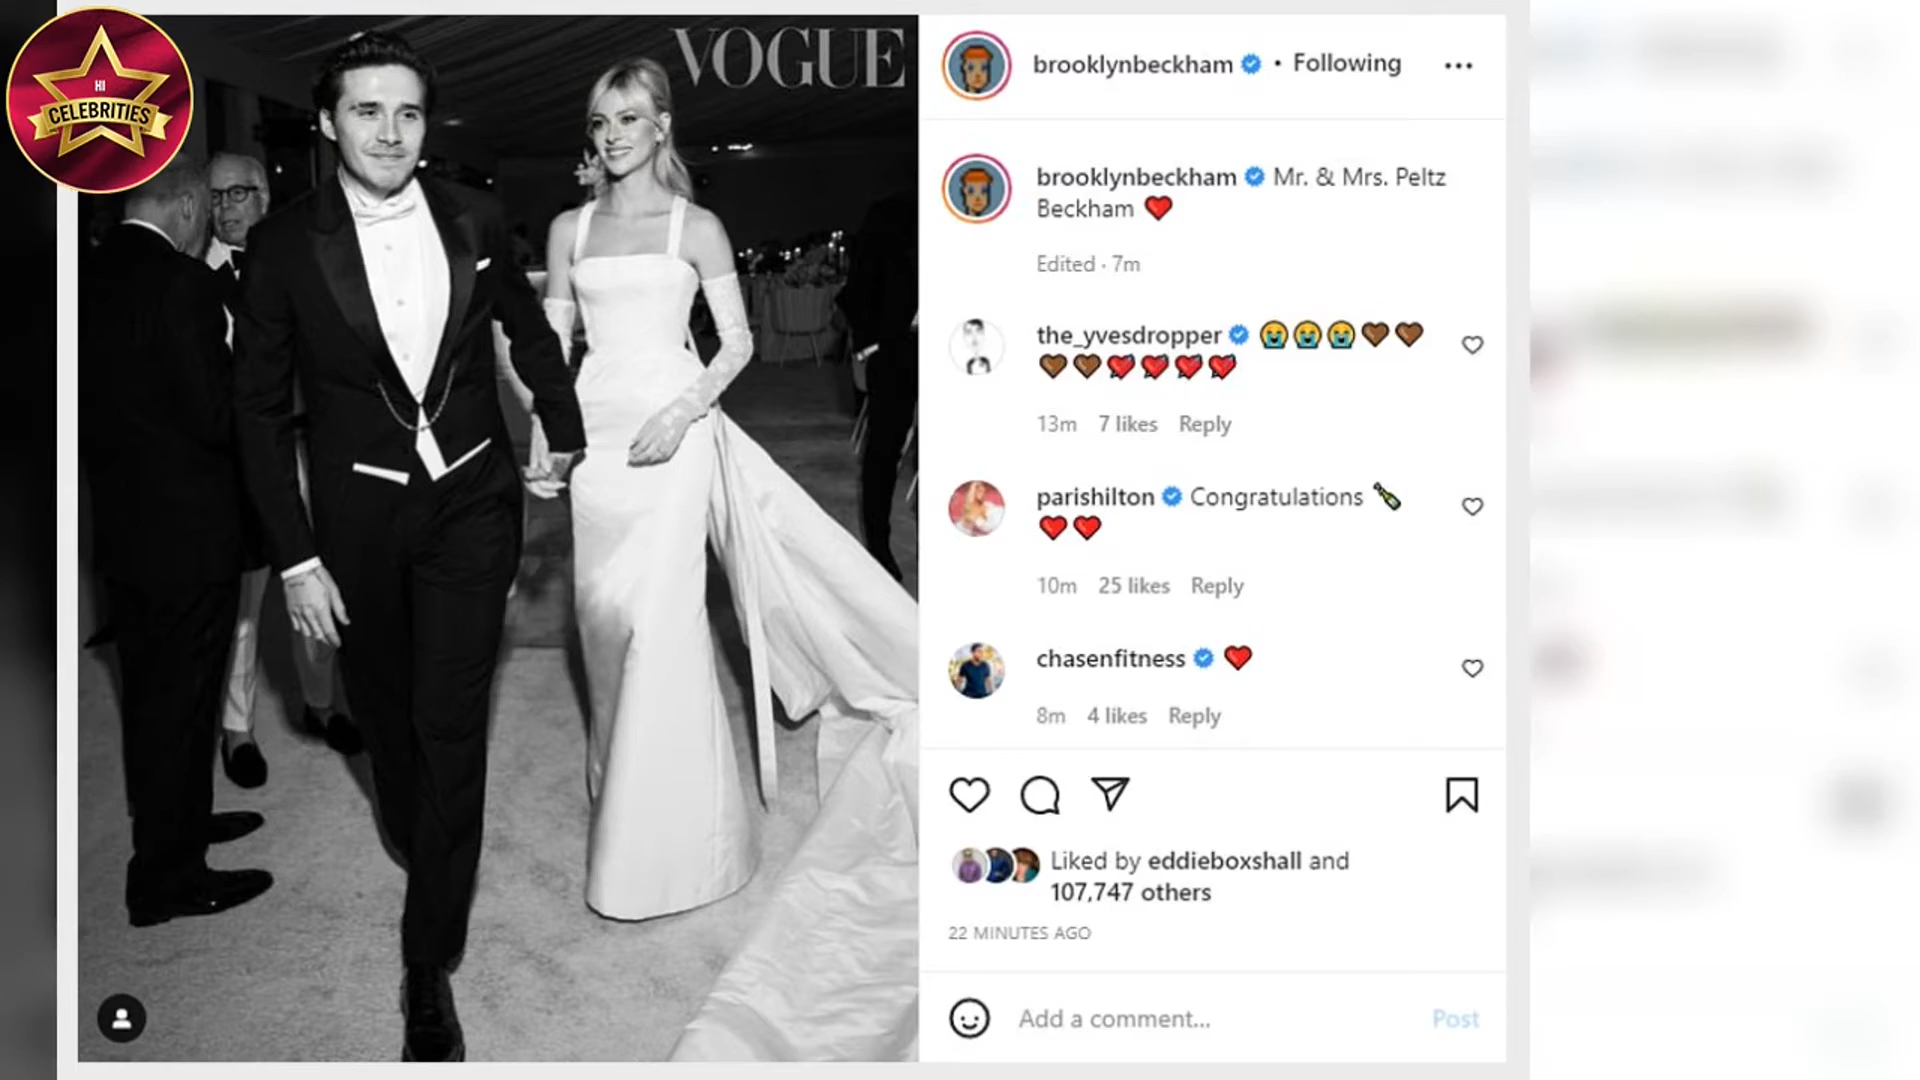 HI
CELEBRITIES
VOGUE
brooklynbeckham • Following
brooklynbeckham Mr. & Mrs. Peltz
Beckham ❤️
Edited · 7m
the_yvesdropper 😭😭😭🤎🤎
🤎🤎💘💘💘💘
13m 7 likes Reply
parishilton Congratulations 🍾
❤️❤️
10m 25 likes Reply
chasenfitness ❤️
8m 4 likes Reply
Liked by eddieboxshall and
107,747 others
22 MINUTES AGO
Add a comment... Post